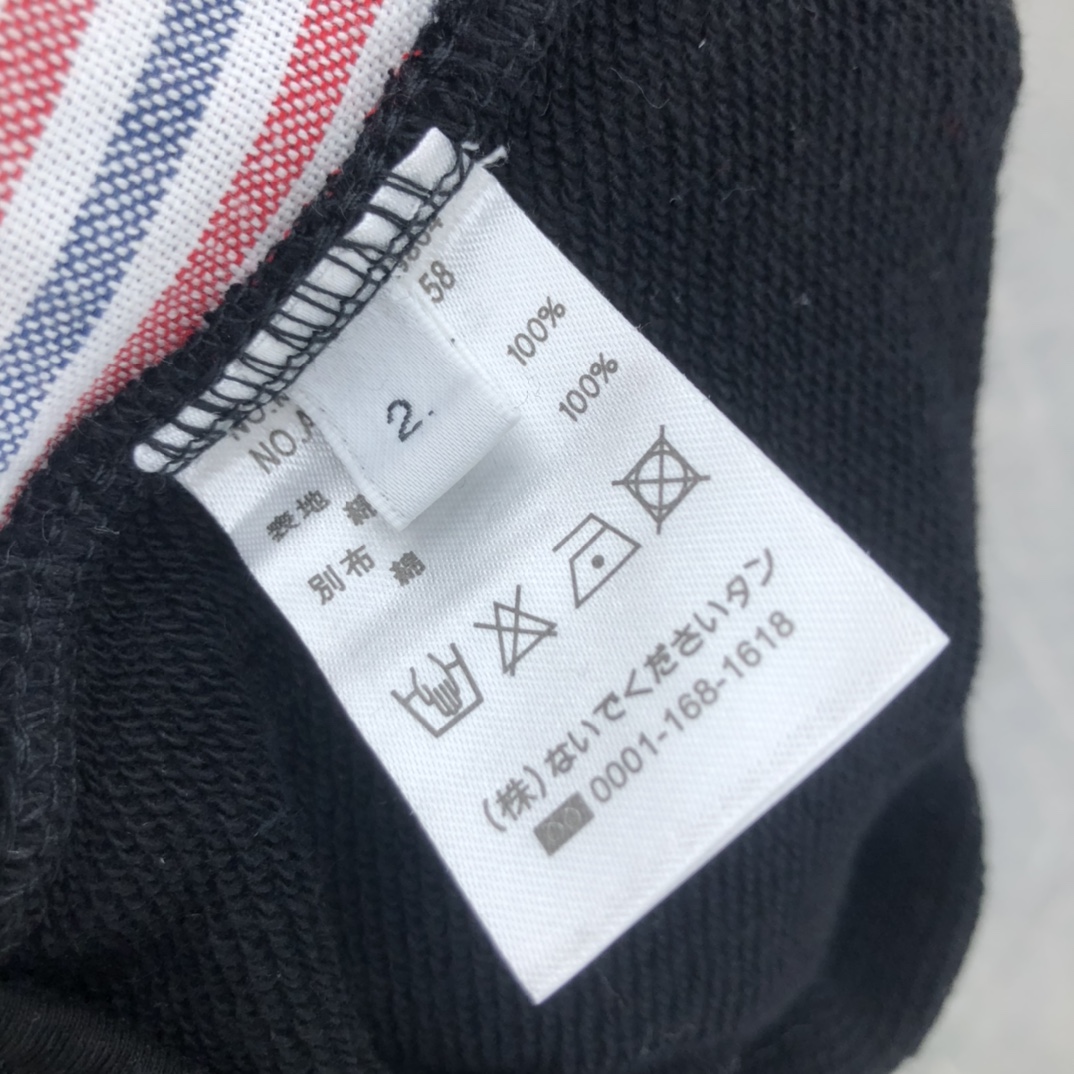 58
NO.A
2.
表地 綿 100%
別布 綿 100%
(株)ないでくださいタン
0001-168-1618